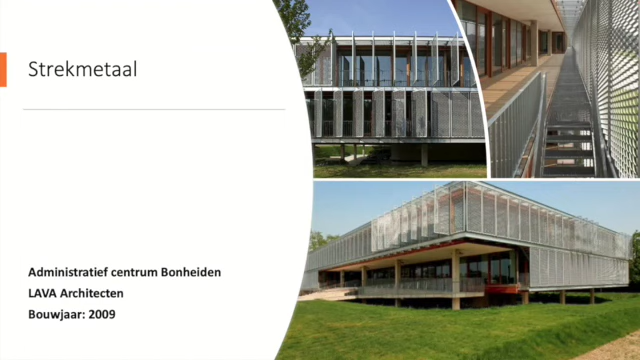 Strekmetaal
Administratief centrum Bonheiden
LAVA Architecten
Bouwjaar: 2009